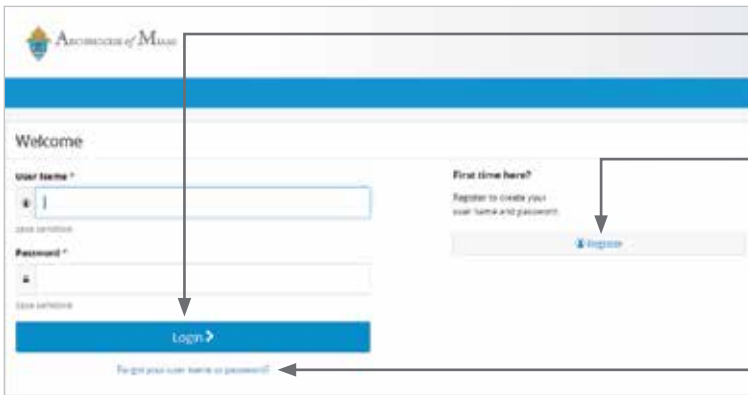 Archdiocese of Miami
Welcome
User Name *
case sensitive
Password *
case sensitive
Login
Forgot your user name or password?
First time here?
Register to create your
user name and password.
Register